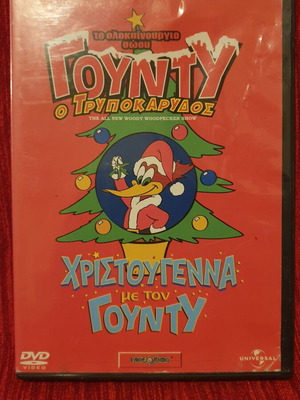 το ολοκαίνουργιο
σόου
ΓΟΥΝΤΥ
Ο ΤΡΥΠΟΚΑΡΥΔΟΣ
THE ALL NEW WOODY WOODPECKER SHOW
ΧΡΙΣΤΟΥΓΕΝΝΑ
με τον
ΓΟΥΝΤΥ
DVD
VIDEO
UNIVERSAL